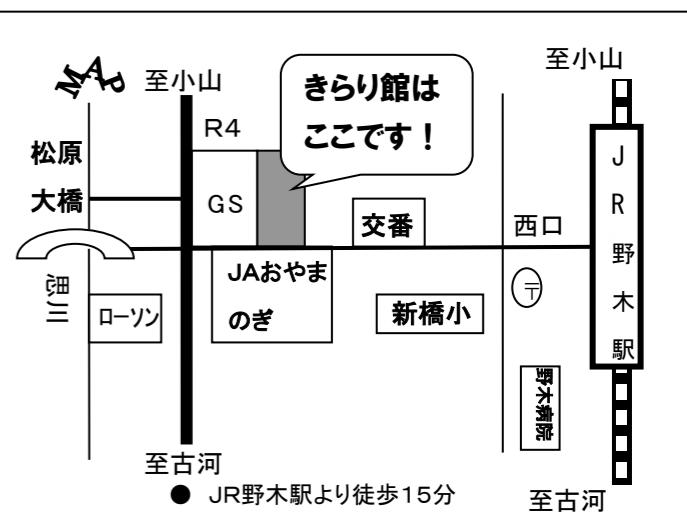 MAP
至小山
至小山
きらり館は
ここです！
R４
松原
大橋
GS
交番
西口
JR野木駅
思川
ローソン
JAおやま
のぎ
新橋小
〒
野木病院
至古河
● JR野木駅より徒歩１５分
至古河